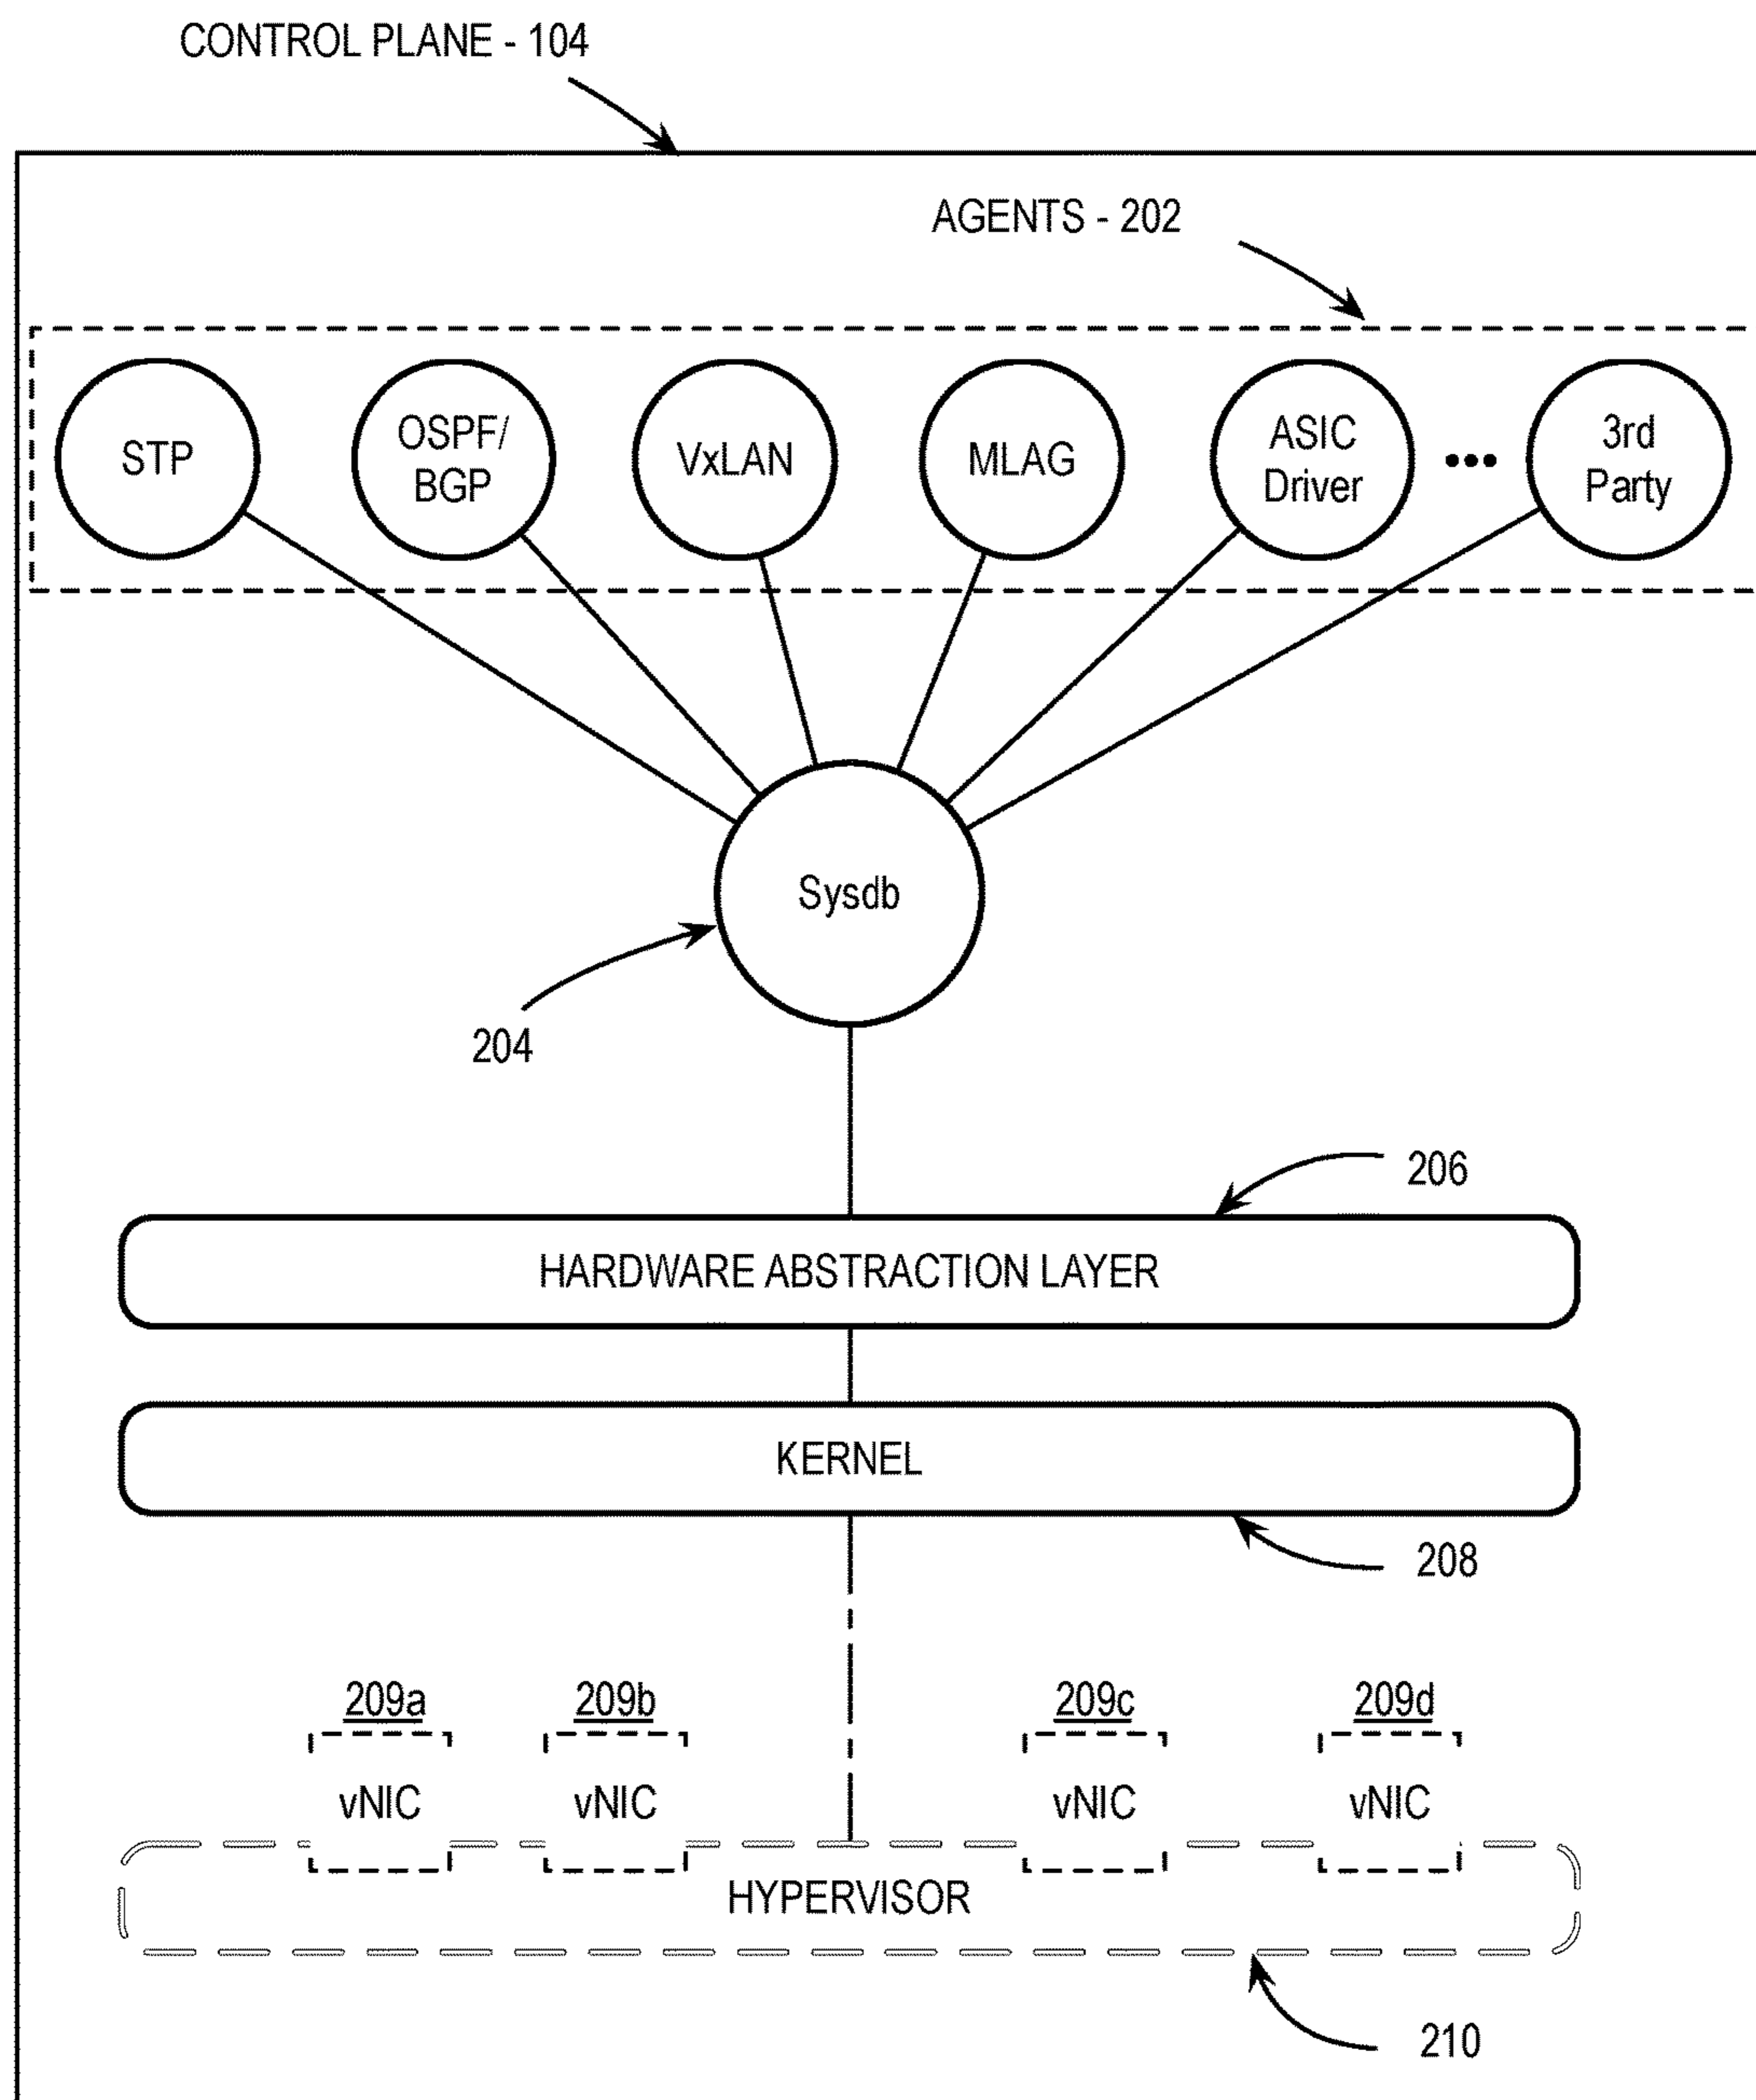 CONTROL PLANE - 104
AGENTS - 202
STP
OSPF/
BGP
VxLAN
MLAG
ASIC
Driver
•••
3rd
Party
Sysdb
204
206
HARDWARE ABSTRACTION LAYER
KERNEL
208
209a
209b
209c
209d
vNIC
vNIC
vNIC
vNIC
HYPERVISOR
210